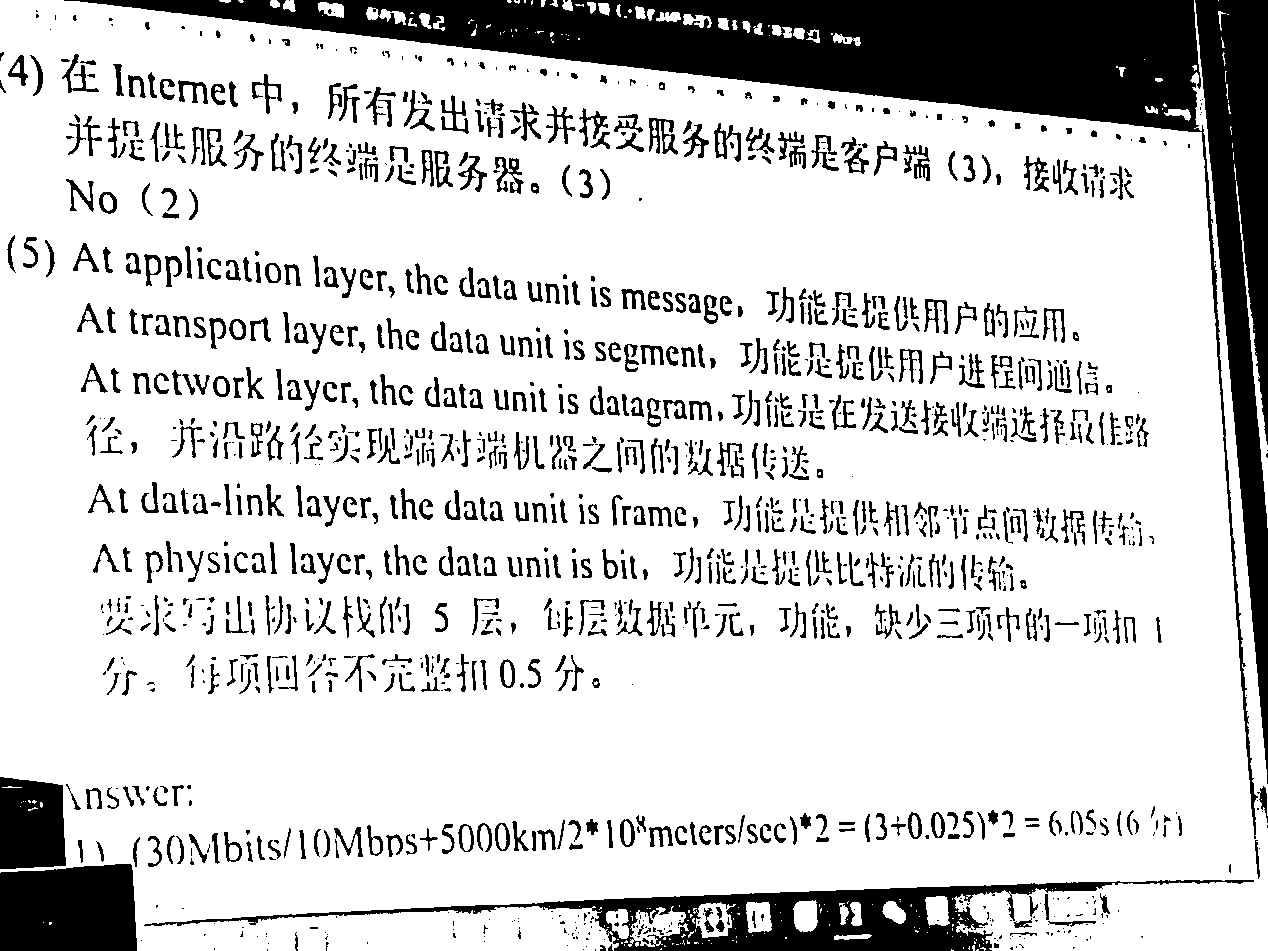 (4) 在 Internet 中，所有发出请求并接受服务的终端是客户端（3），接收请求
并提供服务的终端是服务器。（3）
No（2）
(5) At application layer, the data unit is message，功能是提供用户的应用。
At transport layer, the data unit is segment，功能是提供用户进程间通信。
At network layer, the data unit is datagram，功能是在发送接收端选择最佳路
径，并沿路径实现端对端机器之间的数据传送。
At data-link layer, the data unit is frame，功能是提供相邻节点间数据传输。
At physical layer, the data unit is bit，功能是提供比特流的传输。
要求写出协议栈的 5 层，每层数据单元，功能，缺少三项中的一项扣 1
分。每项回答不完整扣 0.5 分。
Answer:
1) (30Mbits/10Mbps+5000km/2*10⁸meters/sec)*2 = (3+0.025)*2 = 6.05s (6 分)